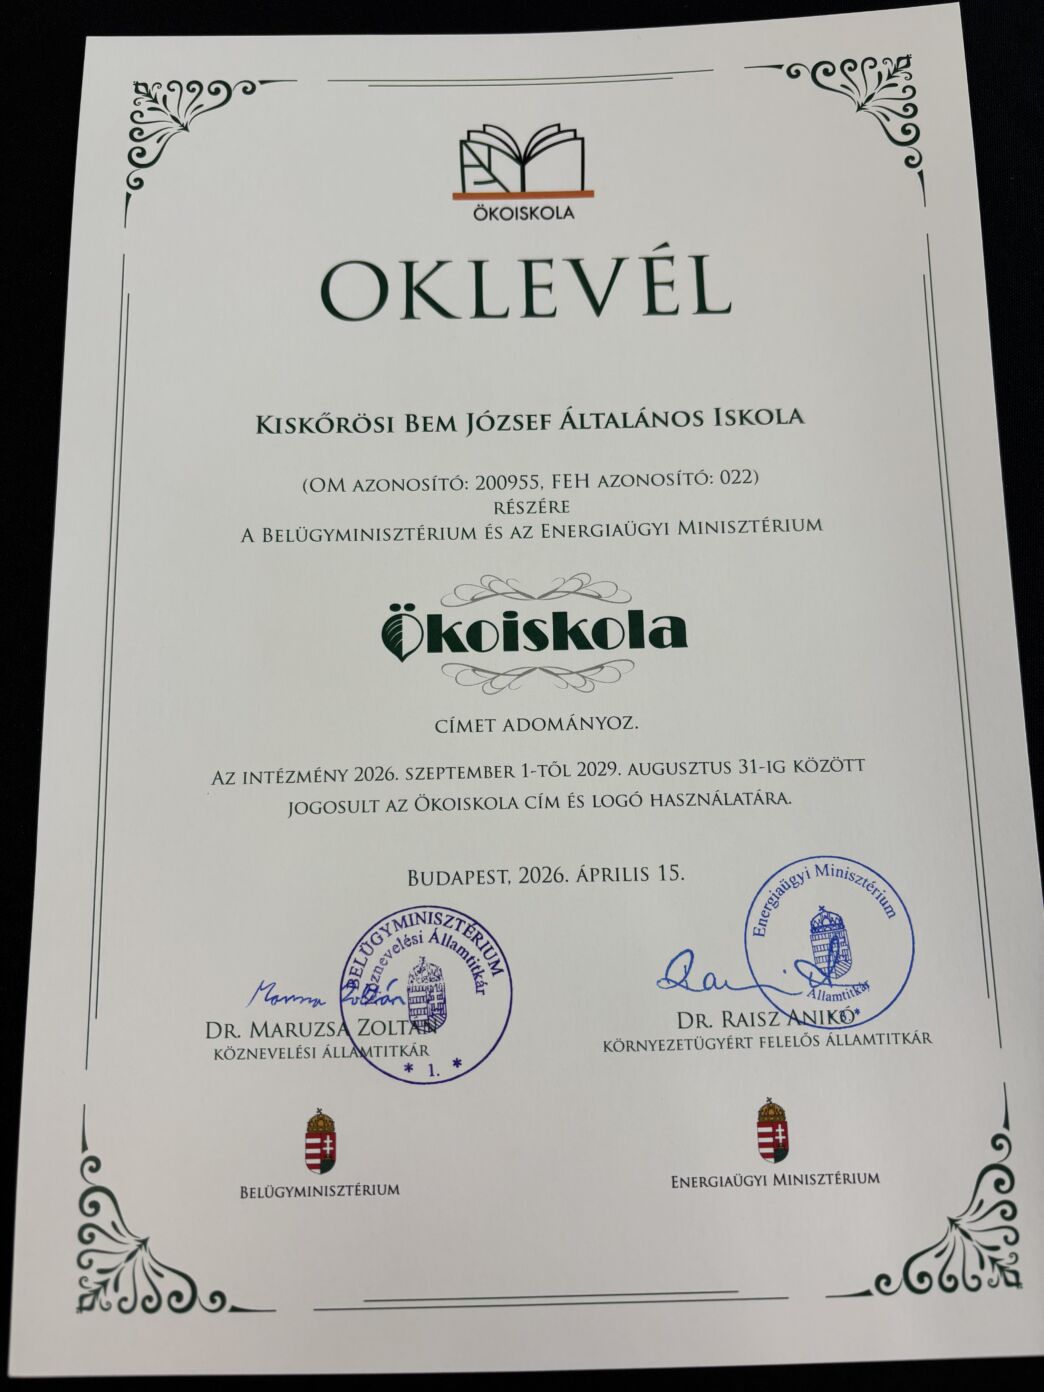 ÖKOISKOLA
OKLEVÉL
KISKŐRÖSI BEM JÓZSEF ÁLTALÁNOS ISKOLA
(OM AZONOSÍTÓ: 200955, FEH AZONOSÍTÓ: 022)
RÉSZÉRE
A BELÜGYMINISZTÉRIUM ÉS AZ ENERGIAÜGYI MINISZTÉRIUM
Ökoiskola
CÍMET ADOMÁNYOZ.
AZ INTÉZMÉNY 2026. SZEPTEMBER 1-TŐL 2029. AUGUSZTUS 31-IG KÖZÖTT
JOGOSULT AZ ÖKOISKOLA CÍM ÉS LOGÓ HASZNÁLATÁRA.
BUDAPEST, 2026. ÁPRILIS 15.
BELÜGYMINISZTÉRIUM
Köznevelési Államtitkár
* 1. *
Maruzsa Zoltán
DR. MARUZSA ZOLTÁN
KÖZNEVELÉSI ÁLLAMTITKÁR
Energiaügyi Minisztérium
Államtitkár
DR. RAISZ ANIKÓ
KÖRNYEZETÜGYÉRT FELELŐS ÁLLAMTITKÁR
BELÜGYMINISZTÉRIUM
ENERGIAÜGYI MINISZTÉRIUM